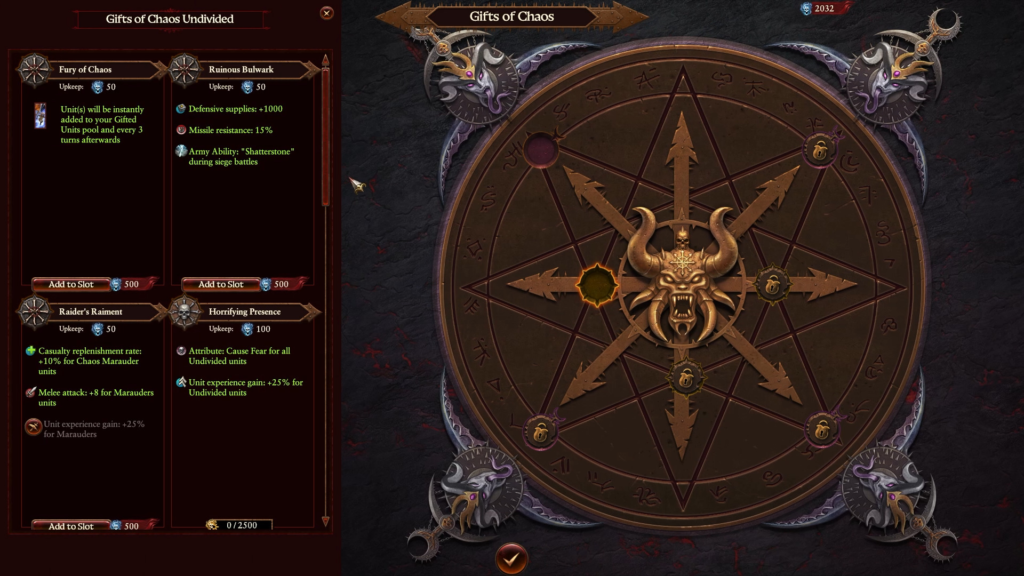 Gifts of Chaos Undivided
Gifts of Chaos
2032
Fury of Chaos
Upkeep: 50
Unit(s) will be instantly
added to your Gifted
Units pool and every 3
turns afterwards
Add to Slot 500
Ruinous Bulwark
Upkeep: 50
Defensive supplies: +1000
Missile resistance: 15%
Army Ability: "Shatterstone"
during siege battles
Add to Slot 500
Raider's Raiment
Upkeep: 50
Casualty replenishment rate:
+10% for Chaos Marauder
units
Melee attack: +8 for Marauders
units
Unit experience gain: +25%
for Marauders
Add to Slot 500
Horrifying Presence
Upkeep: 100
Attribute: Cause Fear for all
Undivided units
Unit experience gain: +25% for
Undivided units
0 / 2500